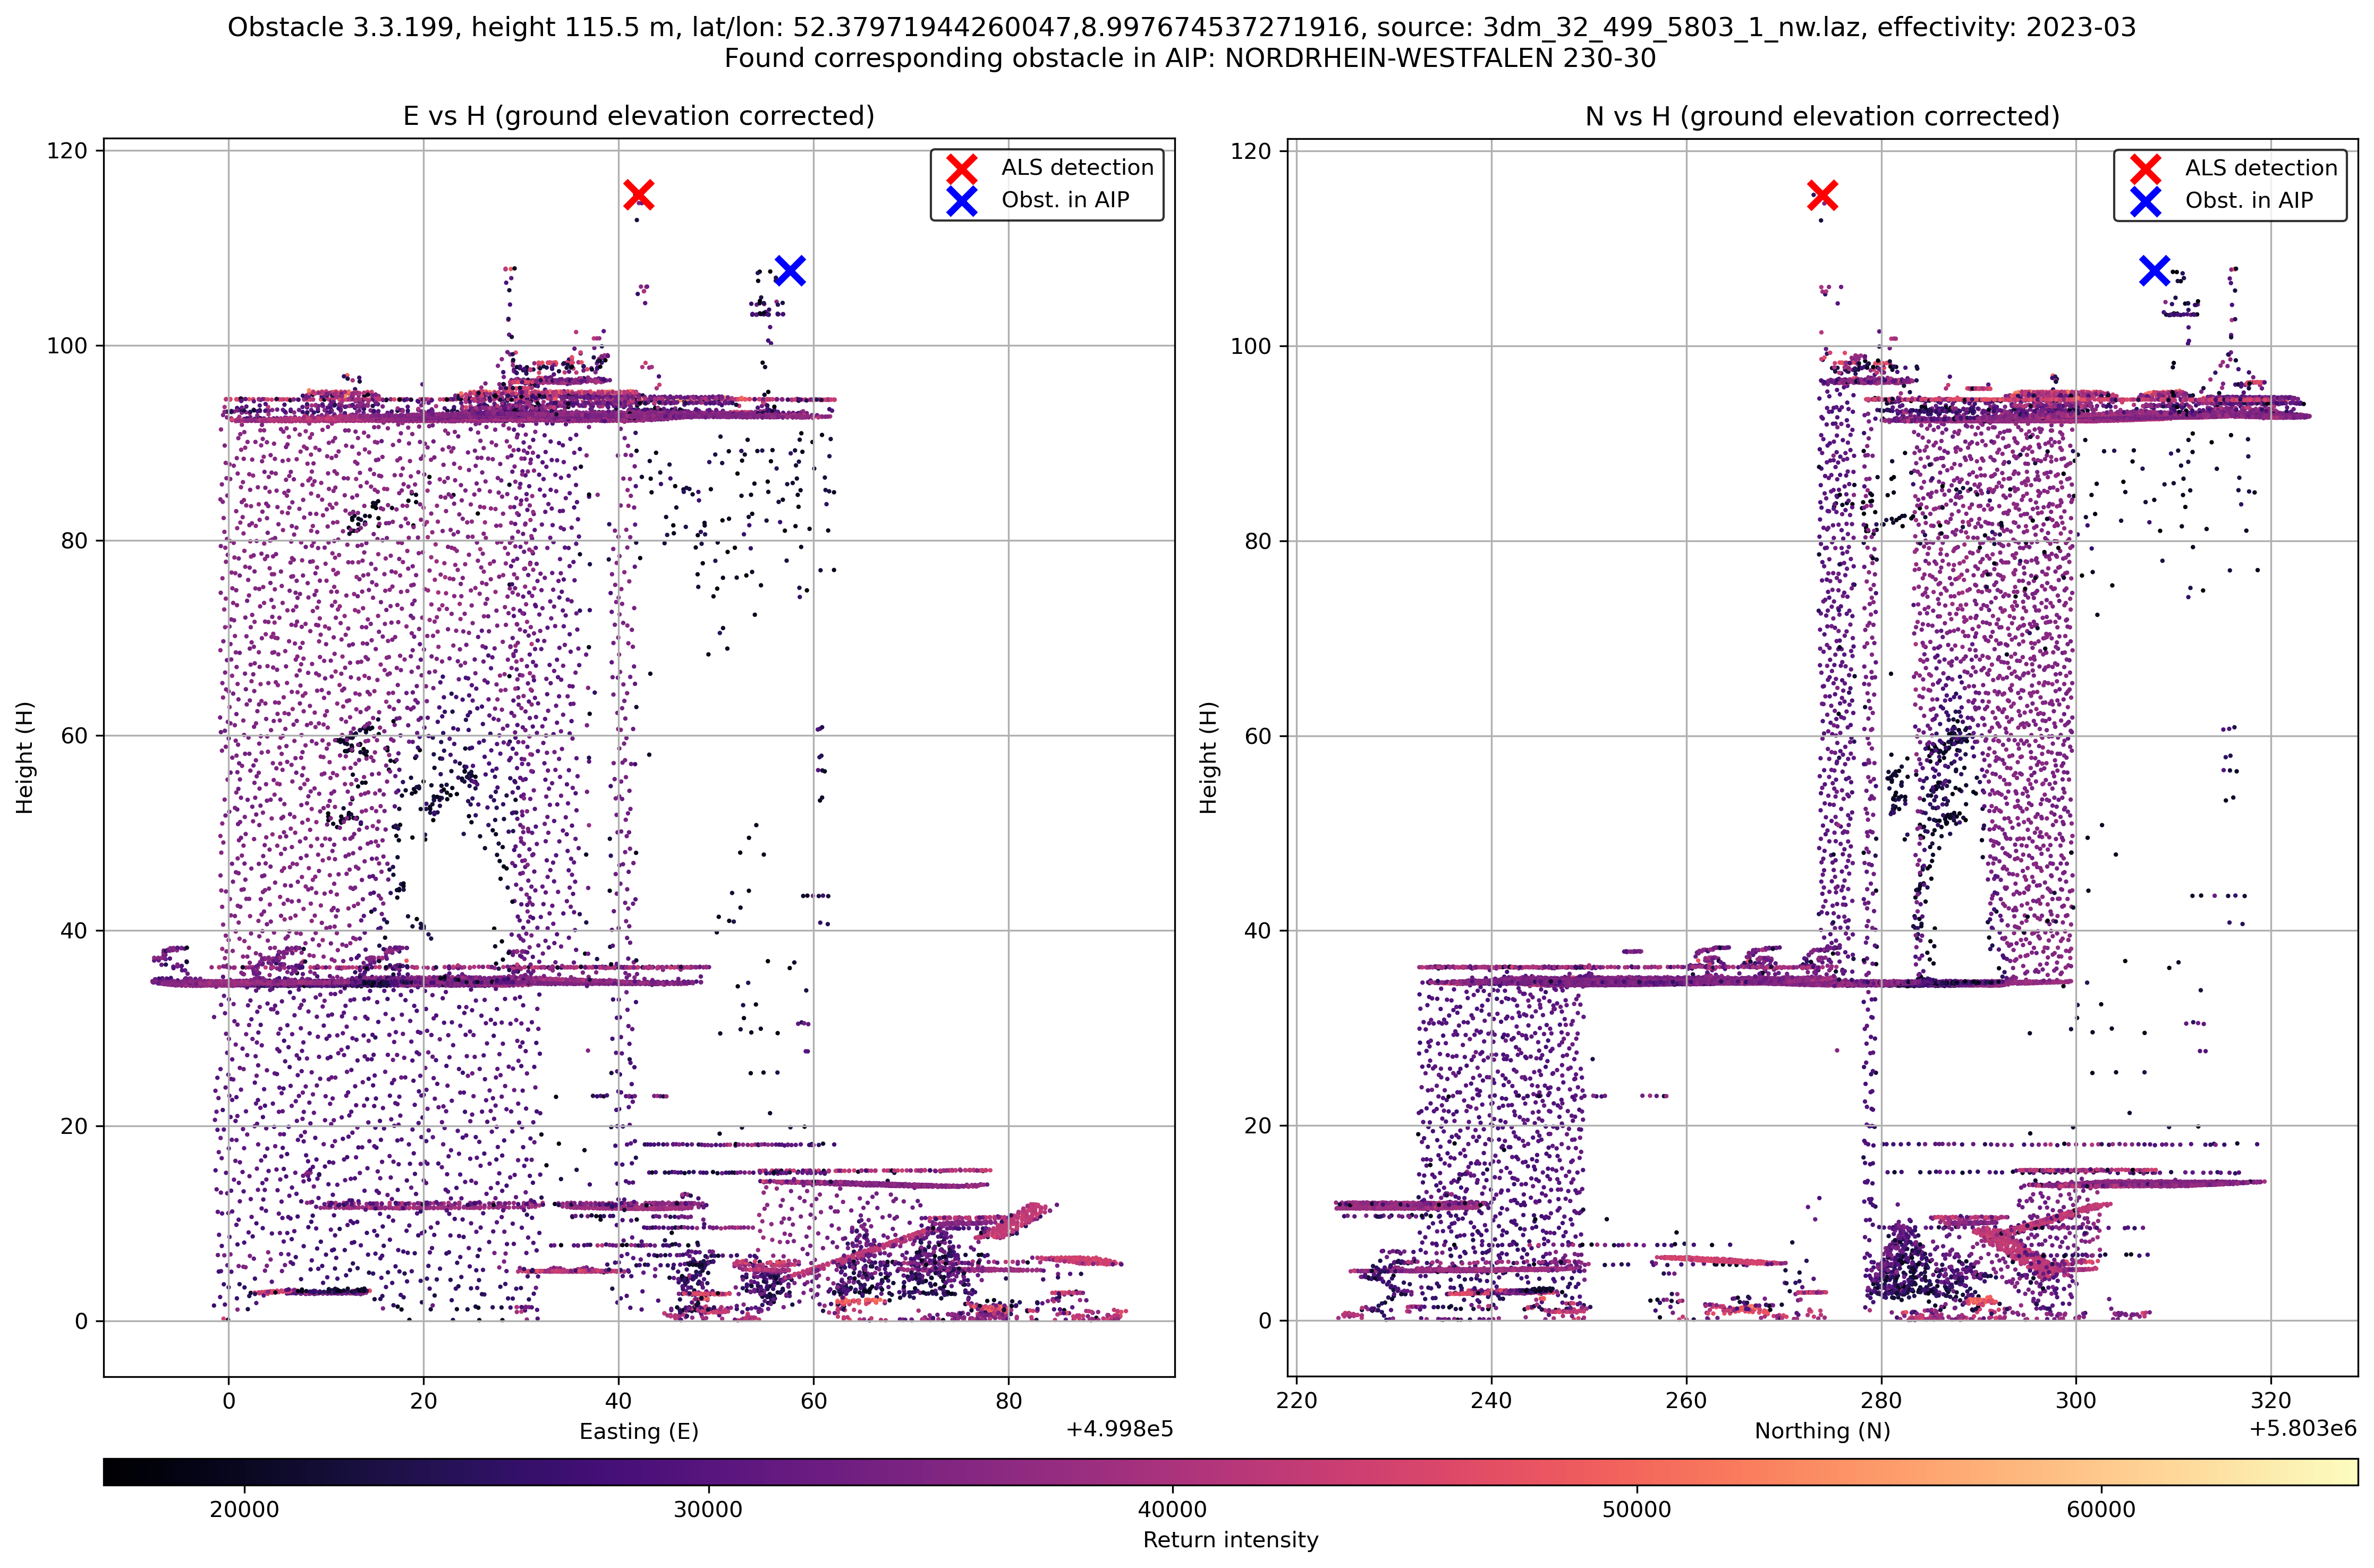 Obstacle 3.3.199, height 115.5 m, lat/lon: 52.37971944260047,8.997674537271916, source: 3dm_32_499_5803_1_nw.laz, effectivity: 2023-03
Found corresponding obstacle in AIP: NORDRHEIN-WESTFALEN 230-30
E vs H (ground elevation corrected)
120
100
80
60
40
20
0
Height (H)
ALS detection
Obst. in AIP
0 20 40 60 80
Easting (E)
+4.998e5
N vs H (ground elevation corrected)
120
100
80
60
40
20
0
Height (H)
ALS detection
Obst. in AIP
220 240 260 280 300 320
Northing (N)
+5.803e6
20000 30000 40000 50000 60000
Return intensity